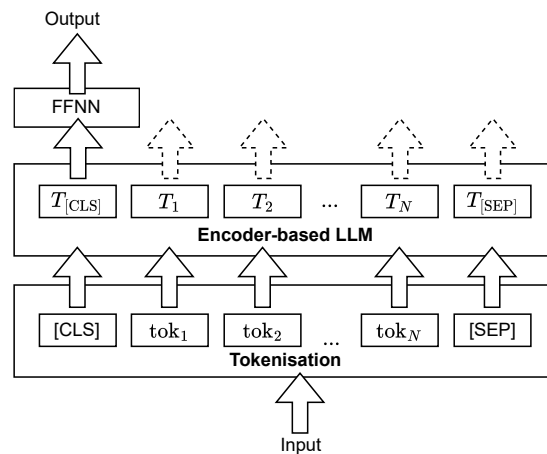 Output
FFNN
T[CLS] T1 T2 ... TN T[SEP]
Encoder-based LLM
[CLS] tok1 tok2 ... tokN [SEP]
Tokenisation
Input